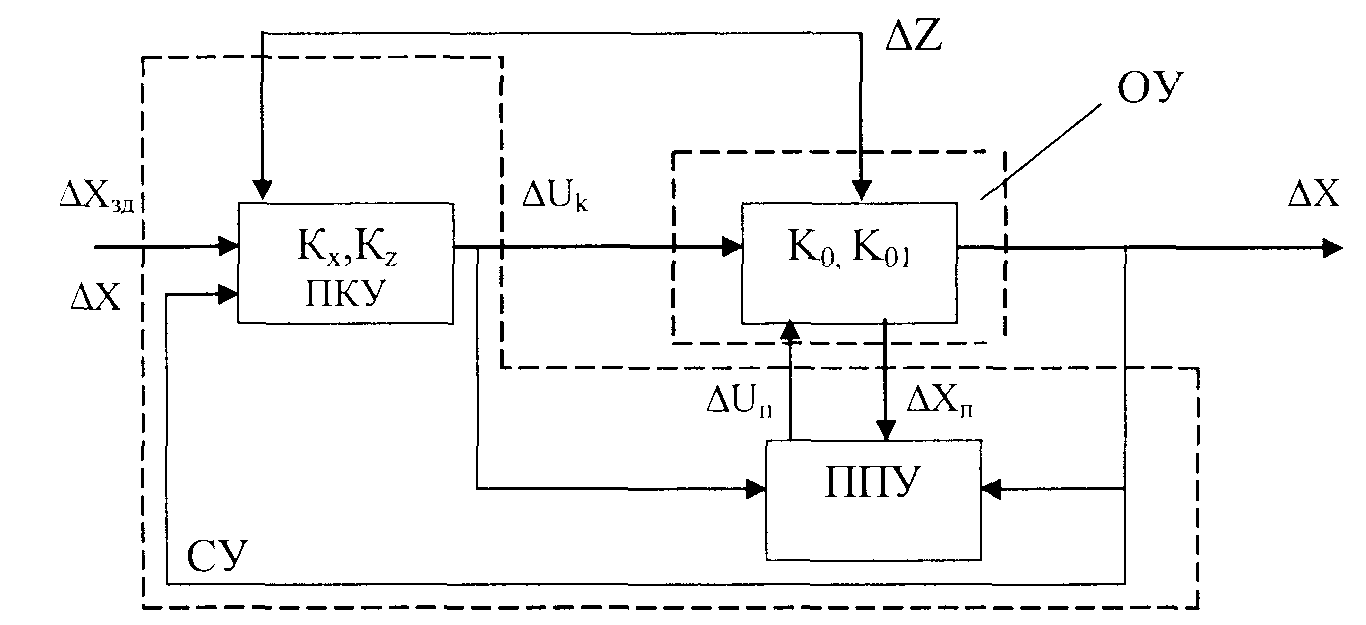 ΔZ
ОУ
ΔXзд
ΔUk
ΔX
Kx,Kz
ПКУ
K0, K01
ΔX
ΔUп
ΔXп
ППУ
СУ